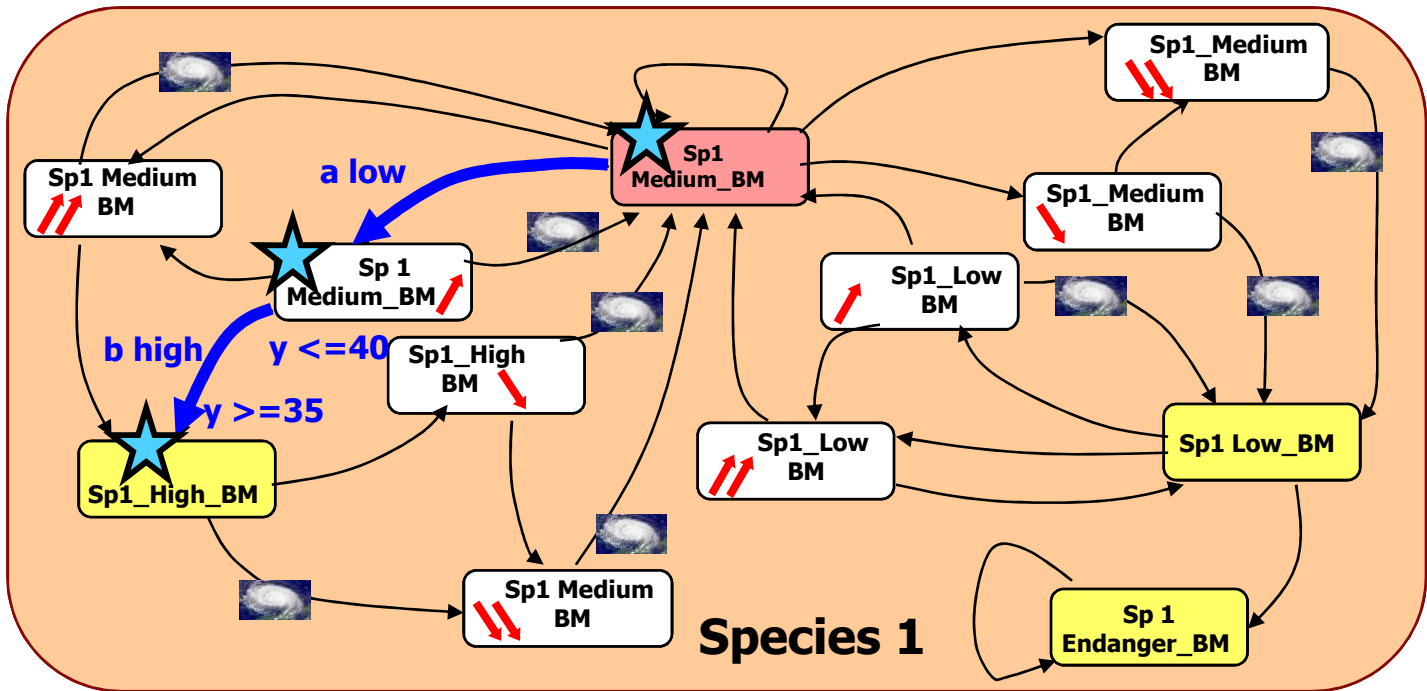 Sp1_Medium
BM
Sp1
Medium_BM
Sp1 Medium
BM
a low
Sp1_Medium
BM
Sp 1
Medium_BM
Sp1_Low
BM
b high
y <=40
Sp1_High
BM
y >=35
Sp1_Low
BM
Sp1 Low_BM
Sp1_High_BM
Sp1 Medium
BM
Species 1
Sp 1
Endanger_BM